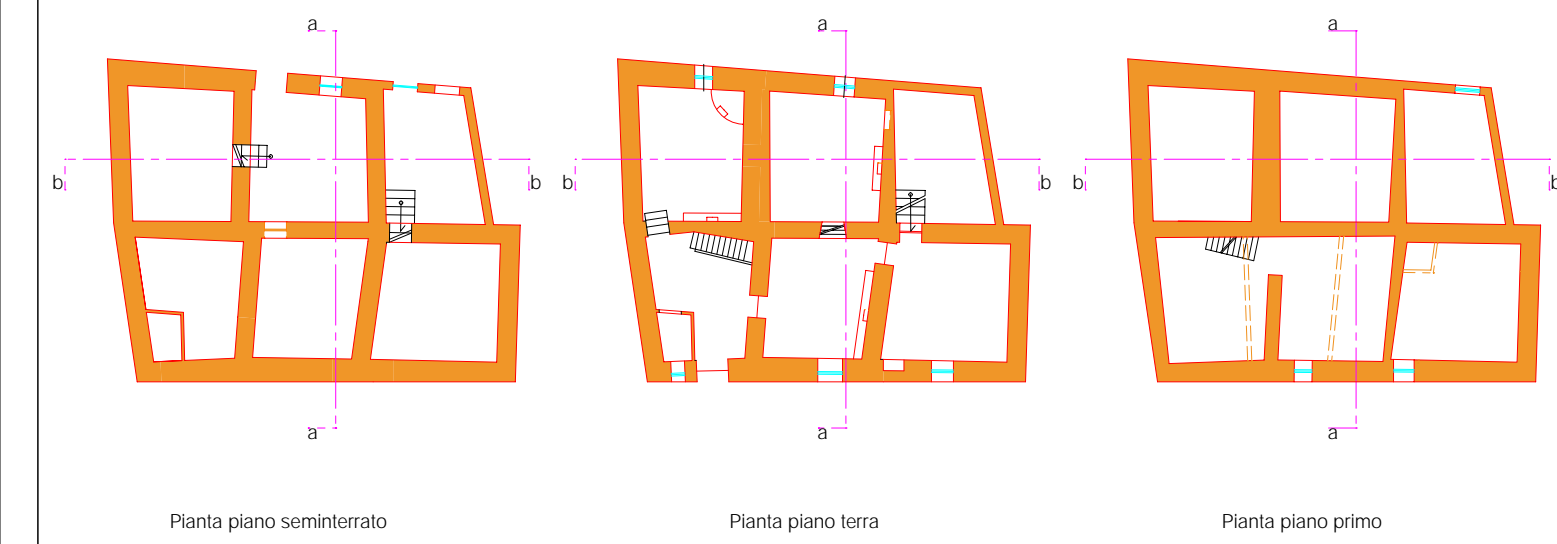 a a a
b b b b b b
a a a
Pianta piano seminterrato
Pianta piano terra
Pianta piano primo